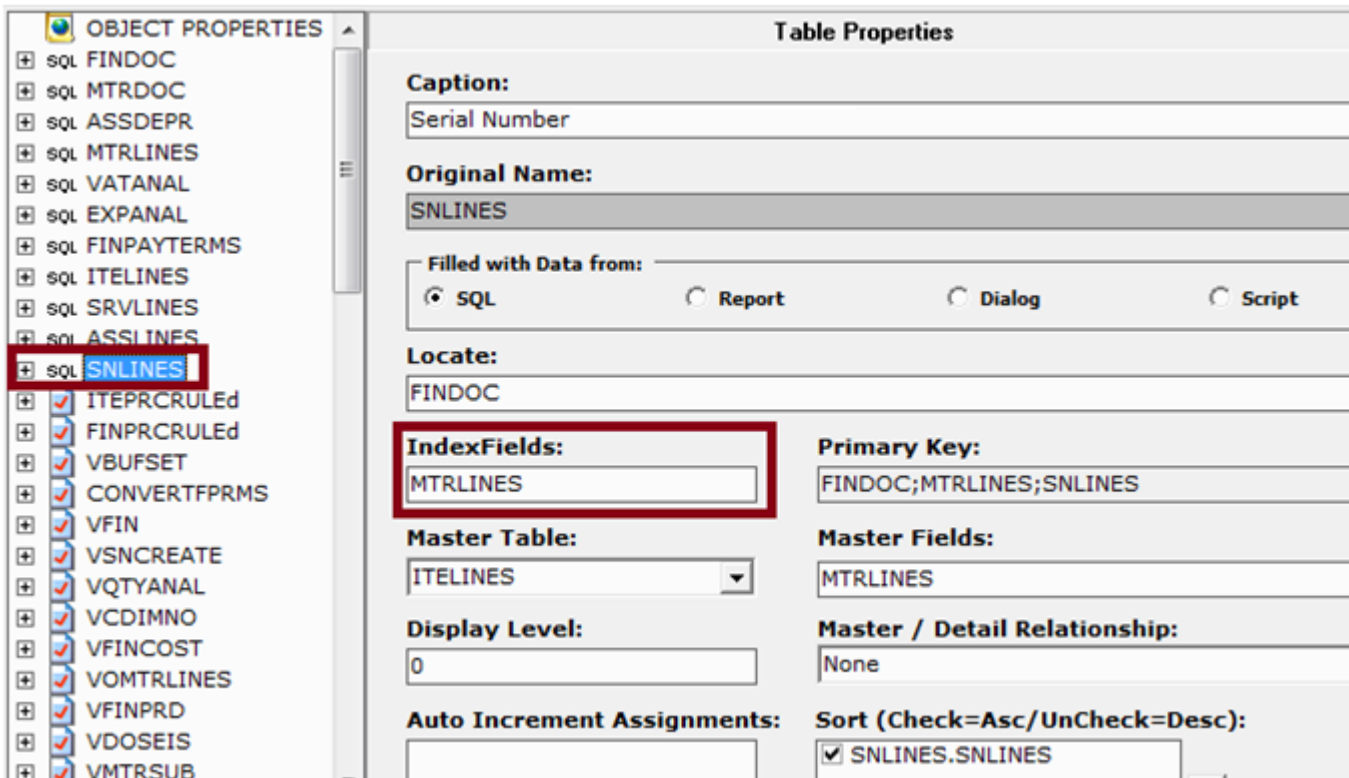 OBJECT PROPERTIES
SQL FINDOC
SQL MTRDOC
SQL ASSDEPR
SQL MTRLINES
SQL VATANAL
SQL EXPANAL
SQL FINPAYTERMS
SQL ITELINES
SQL SRVLINES
SQL ASSLINES
SQL SNLINES
ITEPRCRULEd
FINPRCRULEd
VBUFSET
CONVERTFPRMS
VFIN
VSNCREATE
VQTYANAL
VCDIMNO
VFINCOST
VOMTRLINES
VFINPRD
VDOSEIS
VMTRSUB
Table Properties
Caption:
Serial Number
Original Name:
SNLINES
Filled with Data from:
SQL Report Dialog Script
Locate:
FINDOC
IndexFields: Primary Key:
MTRLINES FINDOC;MTRLINES;SNLINES
Master Table: Master Fields:
ITELINES MTRLINES
Display Level: Master / Detail Relationship:
0 None
Auto Increment Assignments: Sort (Check=Asc/UnCheck=Desc):
SNLINES.SNLINES